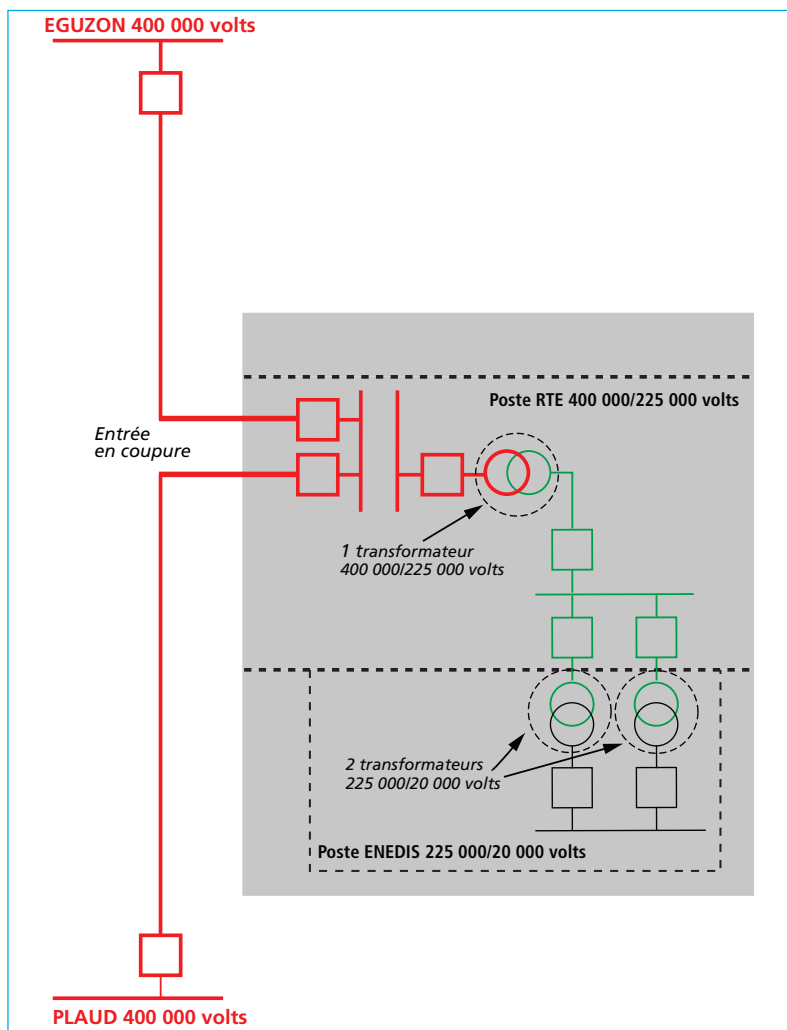 EGUZON 400 000 volts
Poste RTE 400 000/225 000 volts
Entrée
en coupure
1 transformateur
400 000/225 000 volts
2 transformateurs
225 000/20 000 volts
Poste ENEDIS 225 000/20 000 volts
PLAUD 400 000 volts